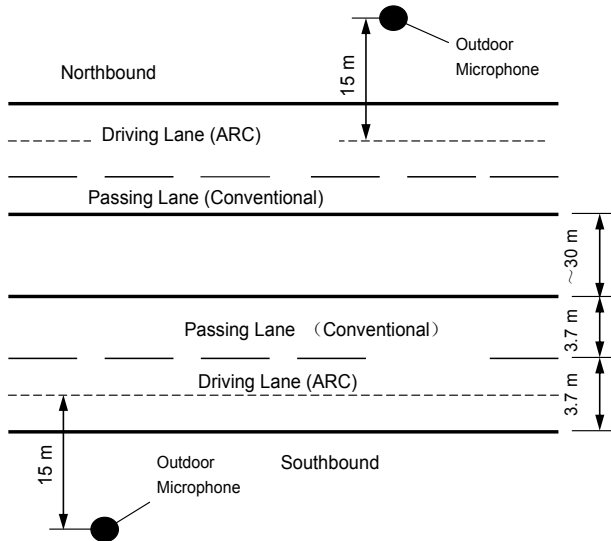 Outdoor
Microphone
15 m
Northbound
Driving Lane (ARC)
Passing Lane (Conventional)
～30 m
Passing Lane （Conventional）
3.7 m
Driving Lane (ARC)
3.7 m
15 m
Outdoor
Microphone
Southbound